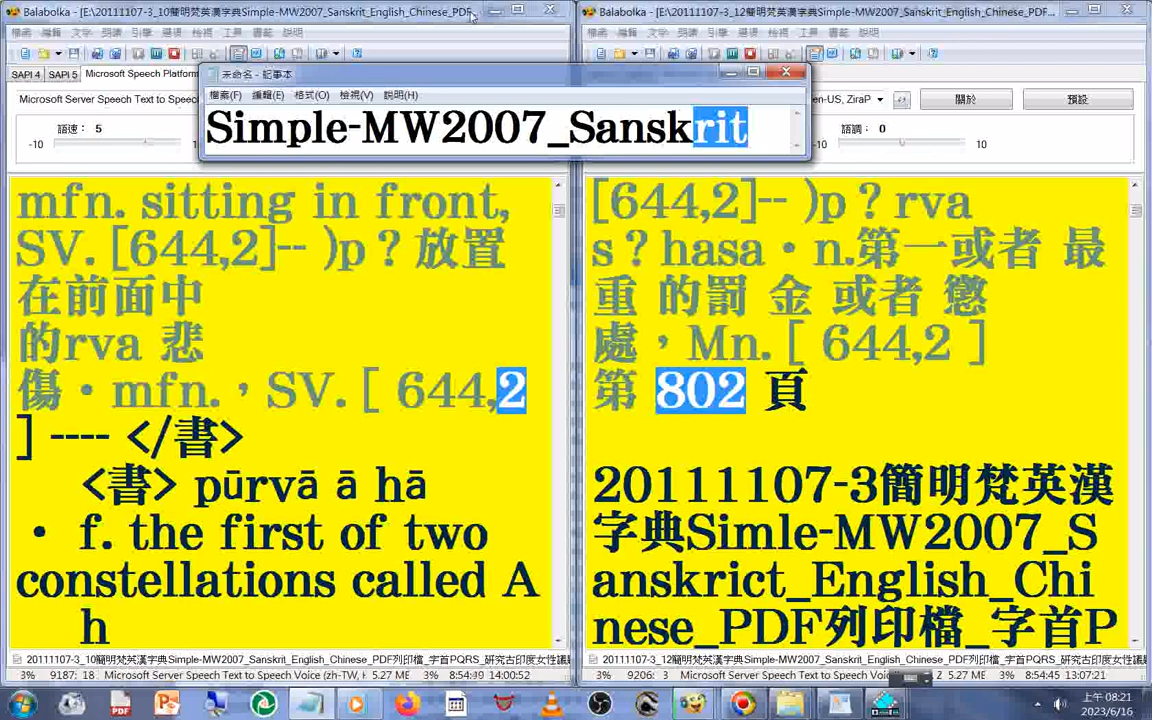 Balabolka - [E:\20111107-3_10簡明梵英漢字典Simple-MW2007_Sanskrit_English_Chinese_PDF
Balabolka - [E:\20111107-3_12簡明梵英漢字典Simple-MW2007_Sanskrit_English_Chinese_PDF...
SAPI 4 SAPI 5 Microsoft Speech Platform
未命名 - 記事本
檔案(F) 編輯(E) 格式(O) 檢視(V) 說明(H)
Simple-MW2007_Sanskrit
Microsoft Server Speech Text to Speech
en-US, ZiraP
關於
預設
語速： 5
語調： 0
-10
-10
10
mfn. sitting in front,
SV. [644,2]-- )p？放置
在前面中
的rva 悲
傷・mfn.，SV. [ 644,2
] ---- </書>
<書> pūrvā ā hā
• f. the first of two
constellations called A
h
[644,2]-- )p？rva
s？hasa・n.第一或者 最
重 的罰 金 或者 懲
處，Mn. [ 644,2 ]
第 802 頁
20111107-3簡明梵英漢
字典Simle-MW2007_S
anskrict_English_Chi
nese_PDF列印檔_字首P
20111107-3_10簡明梵英漢字典Simple-MW2007_Sanskrit_English_Chinese_PDF列印檔_字首PQRS_研究古印度女性議
20111107-3_12簡明梵英漢字典Simple-MW2007_Sanskrit_English_Chinese_PDF列印檔_字首PQRS_研究古印度女性議
3% 9187; 18 Microsoft Server Speech Text to Speech Voice (zh-TW, H 5.27 MB 3% 8:54:39 14:00:52
3% 9206: 3 Microsoft Server Speech Text to Speech Voice 5.27 MB 3% 8:54:45 13:07:21
上午 08:21
2023/6/16